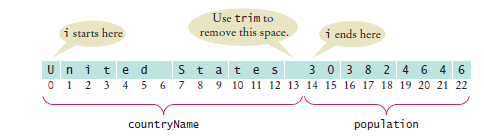 Use trim to
remove this space.
i starts here
i ends here
U n i t e d S t a t e s 3 0 3 8 2 4 6 4 6
0 1 2 3 4 5 6 7 8 9 10 11 12 13 14 15 16 17 18 19 20 21 22
countryName
population